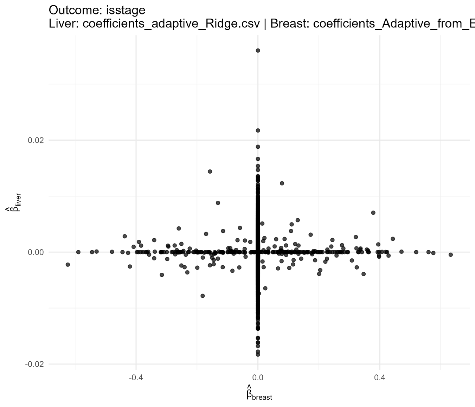 Outcome: isstage
Liver: coefficients_adaptive_Ridge.csv | Breast: coefficients_Adaptive_from_E
0.02
β̂liver
0.00
-0.02
-0.4
0.0
0.4
β̂breast